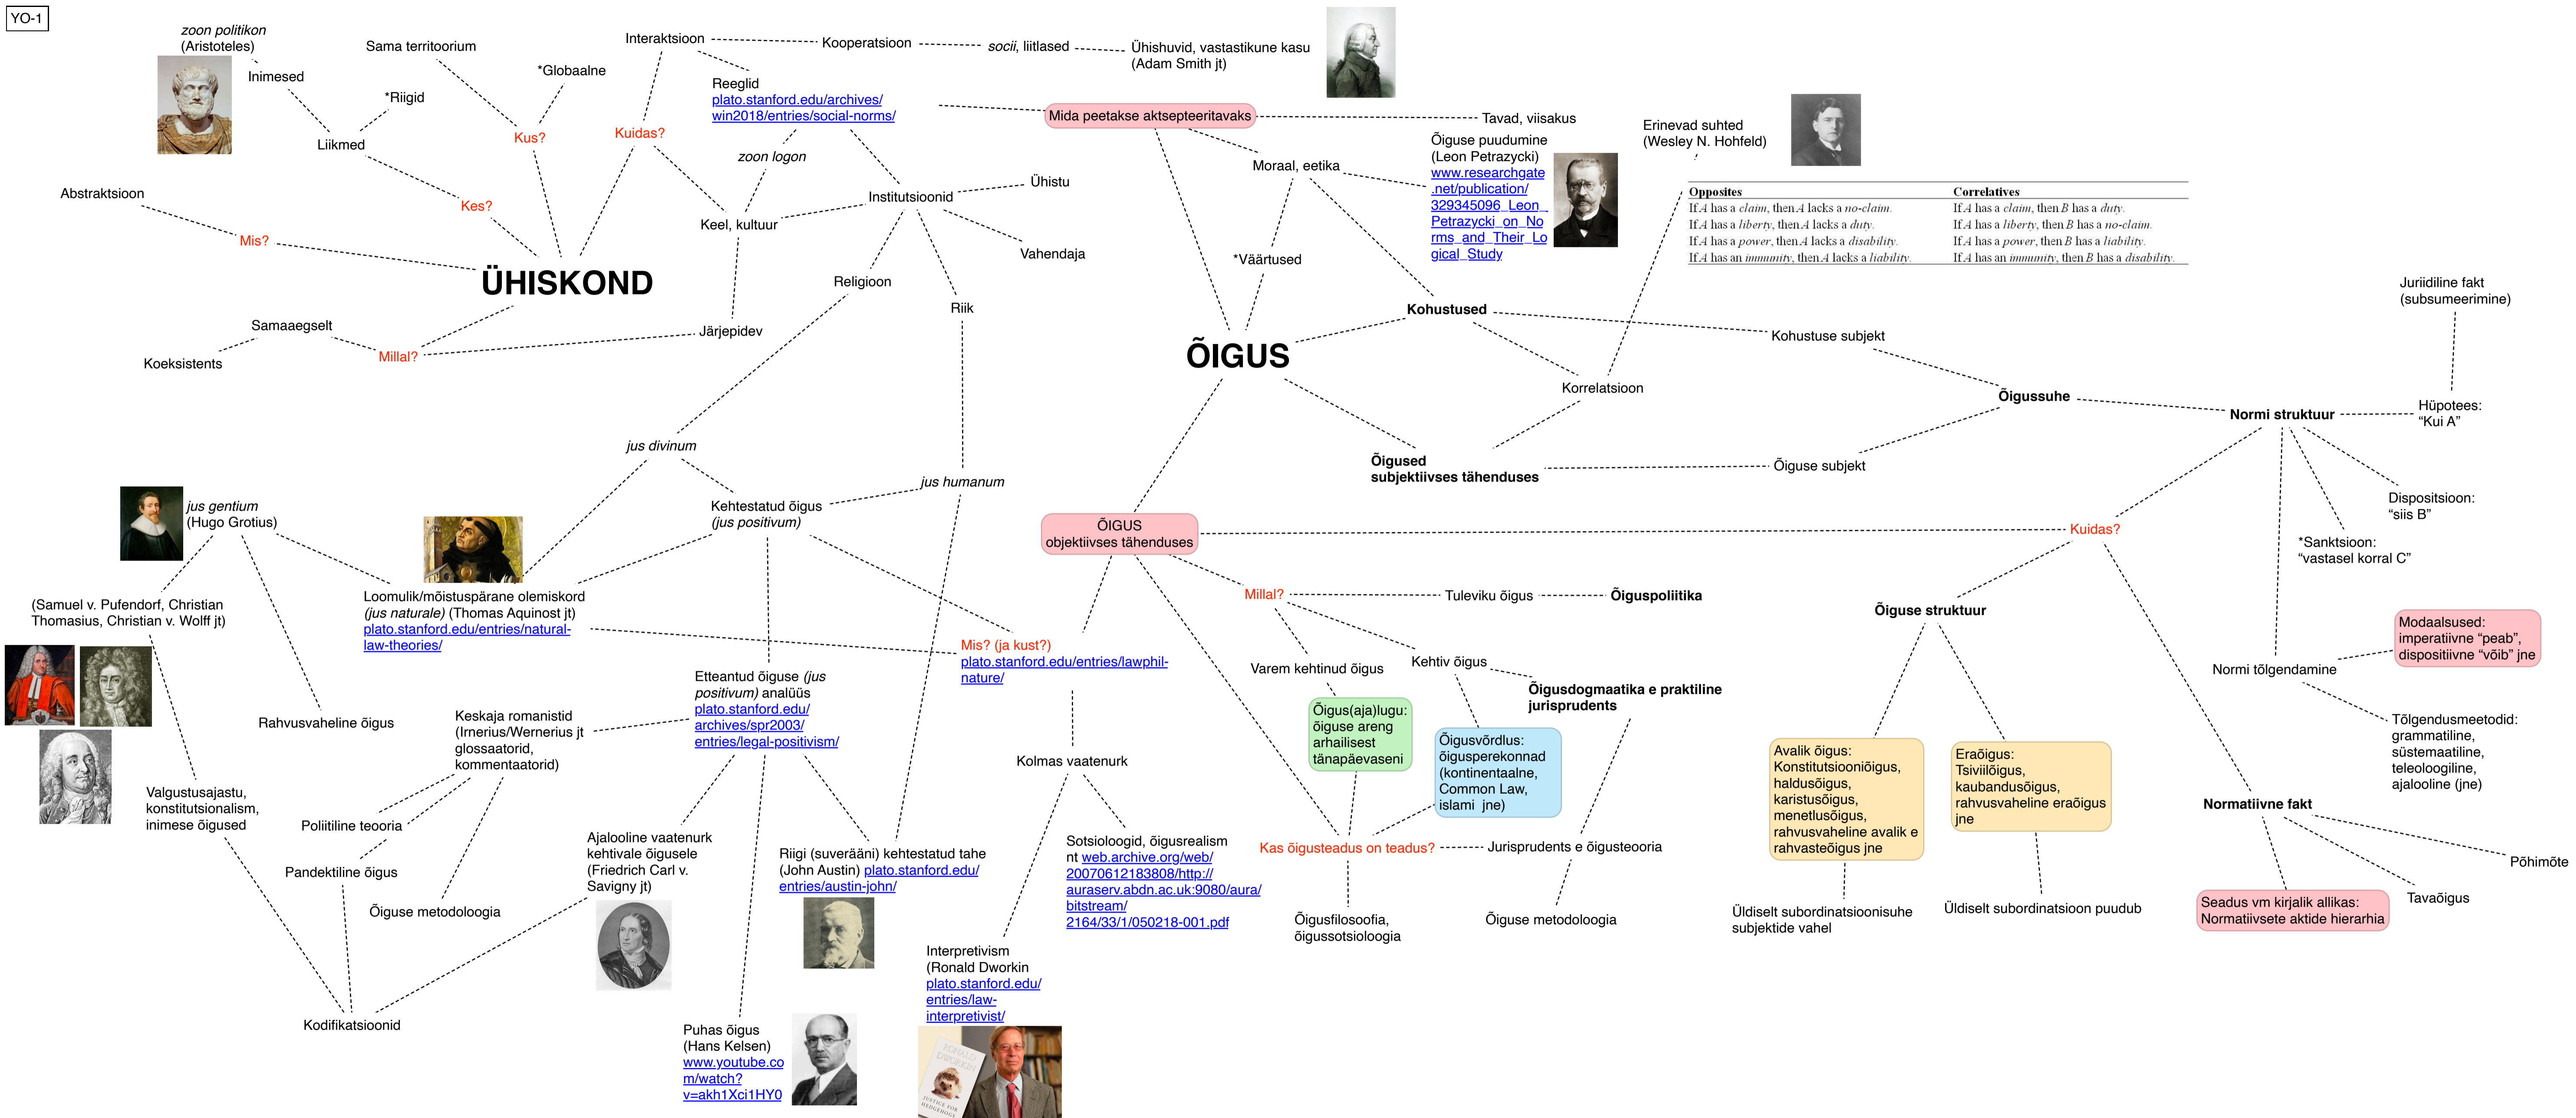 YO-1
zoon politikon
(Aristoteles)
Inimesed
Sama territoorium
*Globaalne
*Riigid
Liikmed
Kus?
Kes?
Abstraktsioon
Mis?
ÜHISKOND
Samaaegselt
Koeksistents
Millal?
Järjepidev
Interaktsioon
Kooperatsioon
socii, liitlased
Ühishuvid, vastastikune kasu
(Adam Smith jt)
Reeglid
plato.stanford.edu/archives/
win2018/entries/social-norms/
Kuidas?
zoon logon
Keel, kultuur
Institutsioonid
Ühistu
Vahendaja
Religioon
Riik
Mida peetakse aktsepteeritavaks
Tavad, viisakus
Moraal, eetika
Õiguse puudumine
(Leon Petrazycki)
www.researchgate
.net/publication/
329345096_Leon_
Petrazycki_on_No
rms_and_Their_Lo
gical_Study
*Väärtused
Erinevad suhted
(Wesley N. Hohfeld)
Opposites Correlatives
If A has a claim, then A lacks a no-claim. If A has a claim, then B has a duty.
If A has a liberty, then A lacks a duty. If A has a liberty, then B has a no-claim.
If A has a power, then A lacks a disability. If A has a power, then B has a liability.
If A has an immunity, then A lacks a liability. If A has an immunity, then B has a disability.
Juriidiline fakt
(subsumeerimine)
ÕIGUS
Kohustused
Kohustuse subjekt
Korrelatsioon
Õigussuhe
Normi struktuur
Hüpotees:
“Kui A”
Õigused
subjektiivses tähenduses
Õiguse subjekt
Dispositsioon:
“siis B”
*Sanktsioon:
“vastasel korral C”
jus divinum
jus humanum
Kehtestatud õigus
(jus positivum)
jus gentium
(Hugo Grotius)
ÕIGUS
objektiivses tähenduses
Kuidas?
(Samuel v. Pufendorf, Christian
Thomasius, Christian v. Wolff jt)
Loomulik/mõistuspärane olemiskord
(jus naturale) (Thomas Aquinost jt)
plato.stanford.edu/entries/natural-
law-theories/
Mis? (ja kust?)
plato.stanford.edu/entries/lawphil-
nature/
Millal?
Tuleviku õigus
Õiguspoliitika
Õiguse struktuur
Modaalsused:
imperatiivne “peab”,
dispositiivne “võib” jne
Normi tõlgendamine
Varem kehtinud õigus
Kehtiv õigus
Õigusdogmaatika e praktiline
jurisprudents
Rahvusvaheline õigus
Keskaja romanistid
(Irnerius/Wernerius jt
glossaatorid,
kommentaatorid)
Etteantud õiguse (jus
positivum) analüüs
plato.stanford.edu/
archives/spr2003/
entries/legal-positivism/
Õigus(aja)lugu:
õiguse areng
arhailisest
tänapäevaseni
Õigusvõrdlus:
õigusperekonnad
(kontinentaalne,
Common Law,
islami jne)
Avalik õigus:
Konstitutsiooniõigus,
haldusõigus,
karistusõigus,
menetlusõigus,
rahvusvaheline avalik e
rahvasteõigus jne
Eraõigus:
Tsiviilõigus,
kaubandusõigus,
rahvusvaheline eraõigus
jne
Tõlgendusmeetodid:
grammatiline,
süstemaatiline,
teleoloogiline,
ajalooline (jne)
Valgustusajastu,
konstitutsionalism,
inimese õigused
Poliitiline teooria
Pandektiline õigus
Õiguse metodoloogia
Kolmas vaatenurk
Normatiivne fakt
Ajalooline vaatenurk
kehtivale õigusele
(Friedrich Carl v.
Savigny jt)
Riigi (suverääni) kehtestatud tahe
(John Austin) plato.stanford.edu/
entries/austin-john/
Sotsioloogid, õigusrealism
nt web.archive.org/web/
20070612183808/http://
auraserv.abdn.ac.uk:9080/aura/
bitstream/
2164/33/1/050218-001.pdf
Kas õigusteadus on teadus?
Jurisprudents e õigusteooria
Põhimõte
Tavaõigus
Seadus vm kirjalik allikas:
Normatiivsete aktide hierarhia
Õigusfilosoofia,
õigussotsioloogia
Õiguse metodoloogia
Üldiselt subordinatsioonisuhe
subjektide vahel
Üldiselt subordinatsioon puudub
Kodifikatsioonid
Puhas õigus
(Hans Kelsen)
www.youtube.co
m/watch?
v=akh1Xci1HY0
Interpretivism
(Ronald Dworkin
plato.stanford.edu/
entries/law-
interpretivist/
RONALD
DWORKIN
JUSTICE FOR
HEDGEHOGS